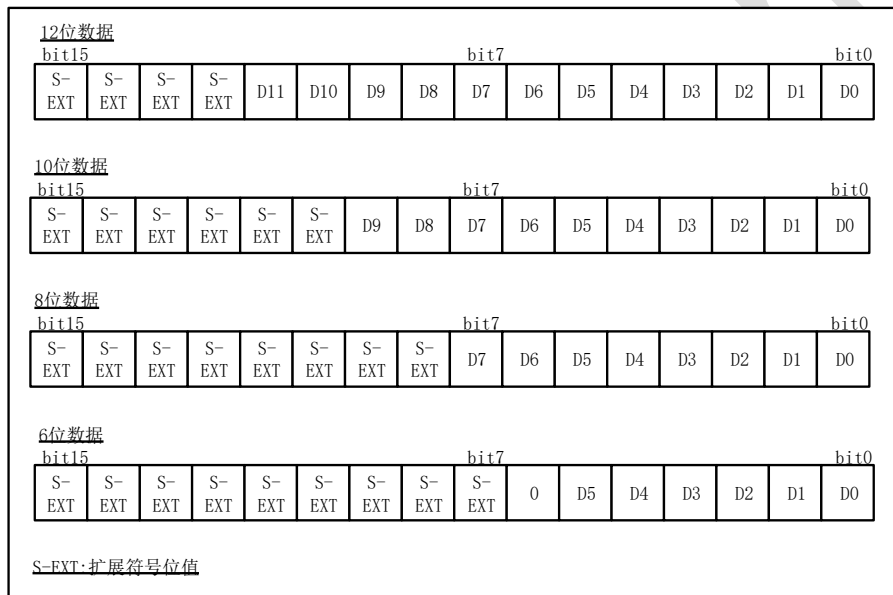 12位数据
bit15 bit7 bit0
S-EXT S-EXT S-EXT S-EXT D11 D10 D9 D8 D7 D6 D5 D4 D3 D2 D1 D0
10位数据
bit15 bit7 bit0
S-EXT S-EXT S-EXT S-EXT S-EXT S-EXT D9 D8 D7 D6 D5 D4 D3 D2 D1 D0
8位数据
bit15 bit7 bit0
S-EXT S-EXT S-EXT S-EXT S-EXT S-EXT S-EXT S-EXT D7 D6 D5 D4 D3 D2 D1 D0
6位数据
bit15 bit7 bit0
S-EXT S-EXT S-EXT S-EXT S-EXT S-EXT S-EXT S-EXT S-EXT 0 D5 D4 D3 D2 D1 D0
S-EXT:扩展符号位值